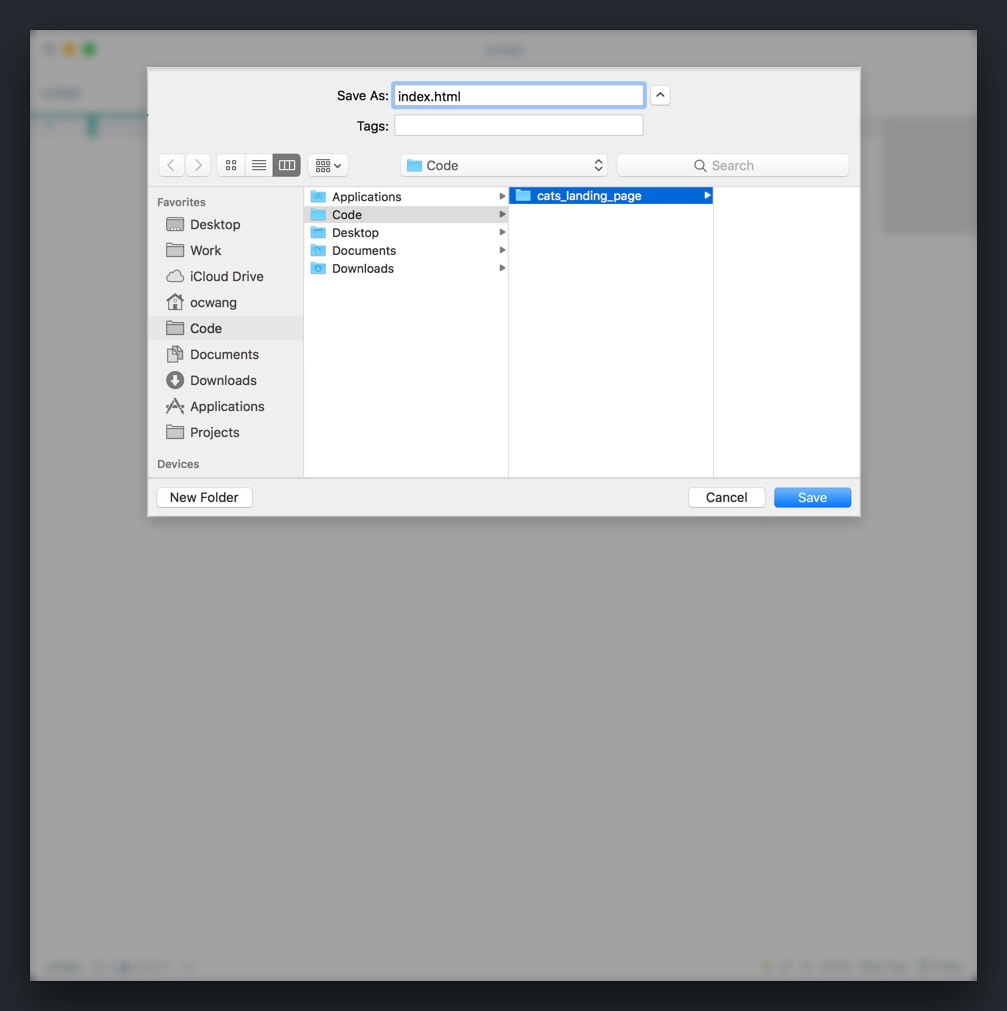 Save As: index.html
Tags:
Code
Search
Favorites
Desktop
Work
iCloud Drive
ocwang
Code
Documents
Downloads
Applications
Projects
Devices
Applications
Code
Desktop
Documents
Downloads
cats_landing_page
New Folder
Cancel
Save